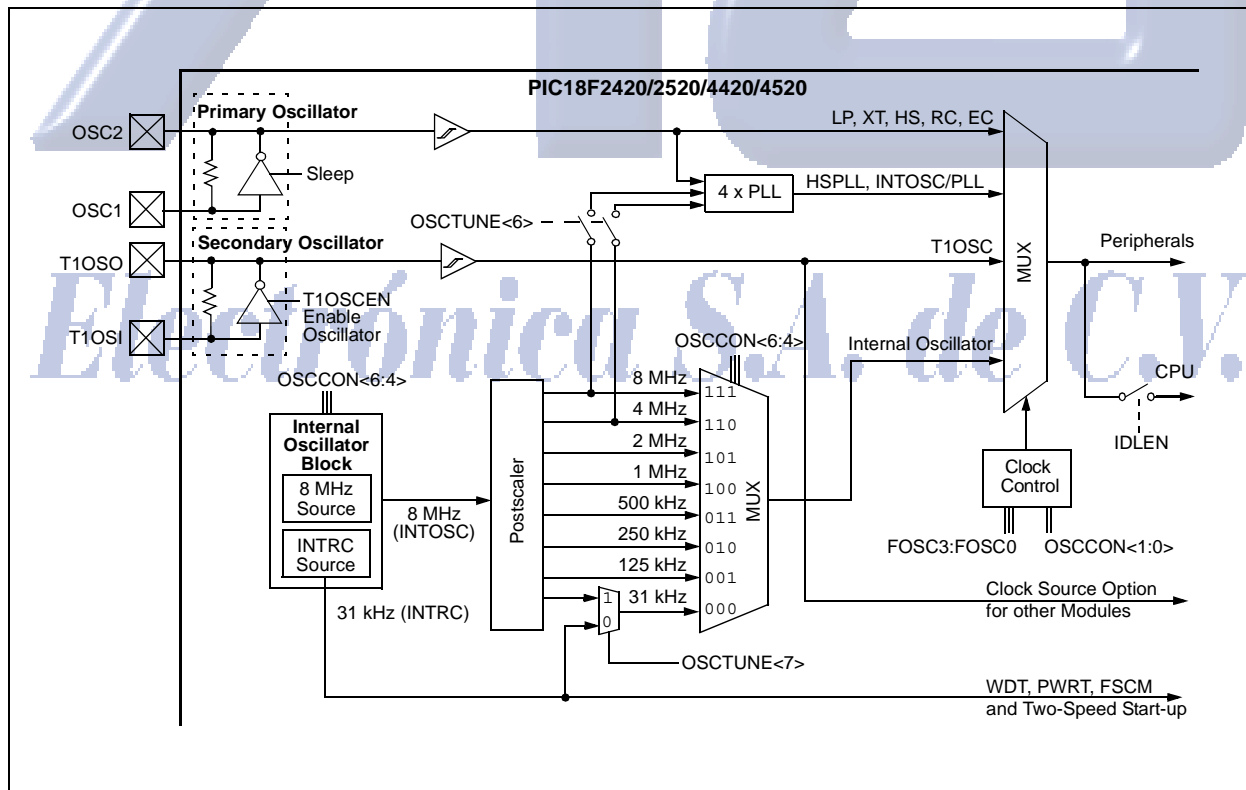 PIC18F2420/2520/4420/4520
Primary Oscillator
OSC2
LP, XT, HS, RC, EC
Sleep
4 x PLL
HSPLL, INTOSC/PLL
OSC1
OSCTUNE<6>
Secondary Oscillator
T1OSO
T1OSC
MUX
Peripherals
T1OSCEN
Enable
Oscillator
T1OSI
Electrónica S.A. de C.V.
OSCCON<6:4>
Internal Oscillator
OSCCON<6:4>
CPU
IDLEN
Internal
Oscillator
Block
8 MHz
Source
INTRC
Source
8 MHz
(INTOSC)
Postscaler
8 MHz
111
4 MHz
110
2 MHz
101
1 MHz
100
500 kHz
011
250 kHz
010
125 kHz
001
31 kHz
000
MUX
1
0
Clock
Control
FOSC3:FOSC0
OSCCON<1:0>
31 kHz (INTRC)
Clock Source Option
for other Modules
OSCTUNE<7>
WDT, PWRT, FSCM
and Two-Speed Start-up